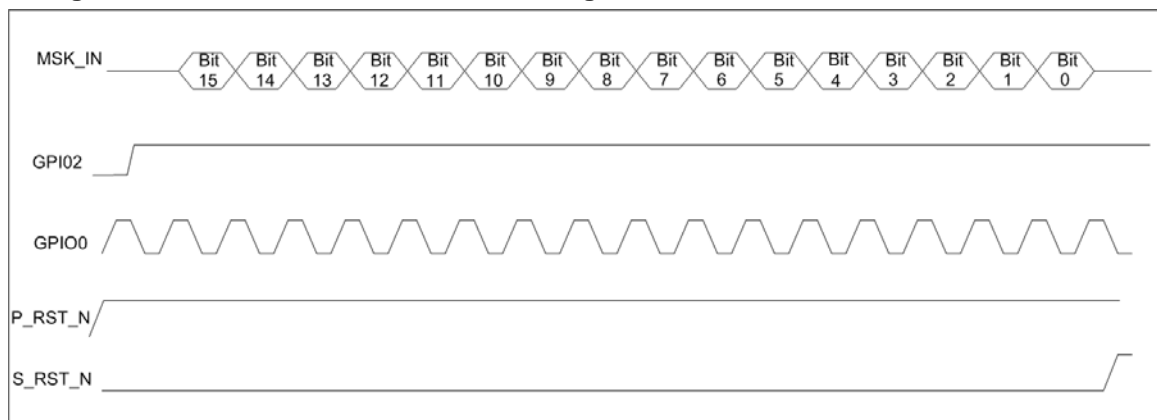 MSK_IN
Bit 15 Bit 14 Bit 13 Bit 12 Bit 11 Bit 10 Bit 9 Bit 8 Bit 7 Bit 6 Bit 5 Bit 4 Bit 3 Bit 2 Bit 1 Bit 0
GPI02
GPIO0
P_RST_N
S_RST_N